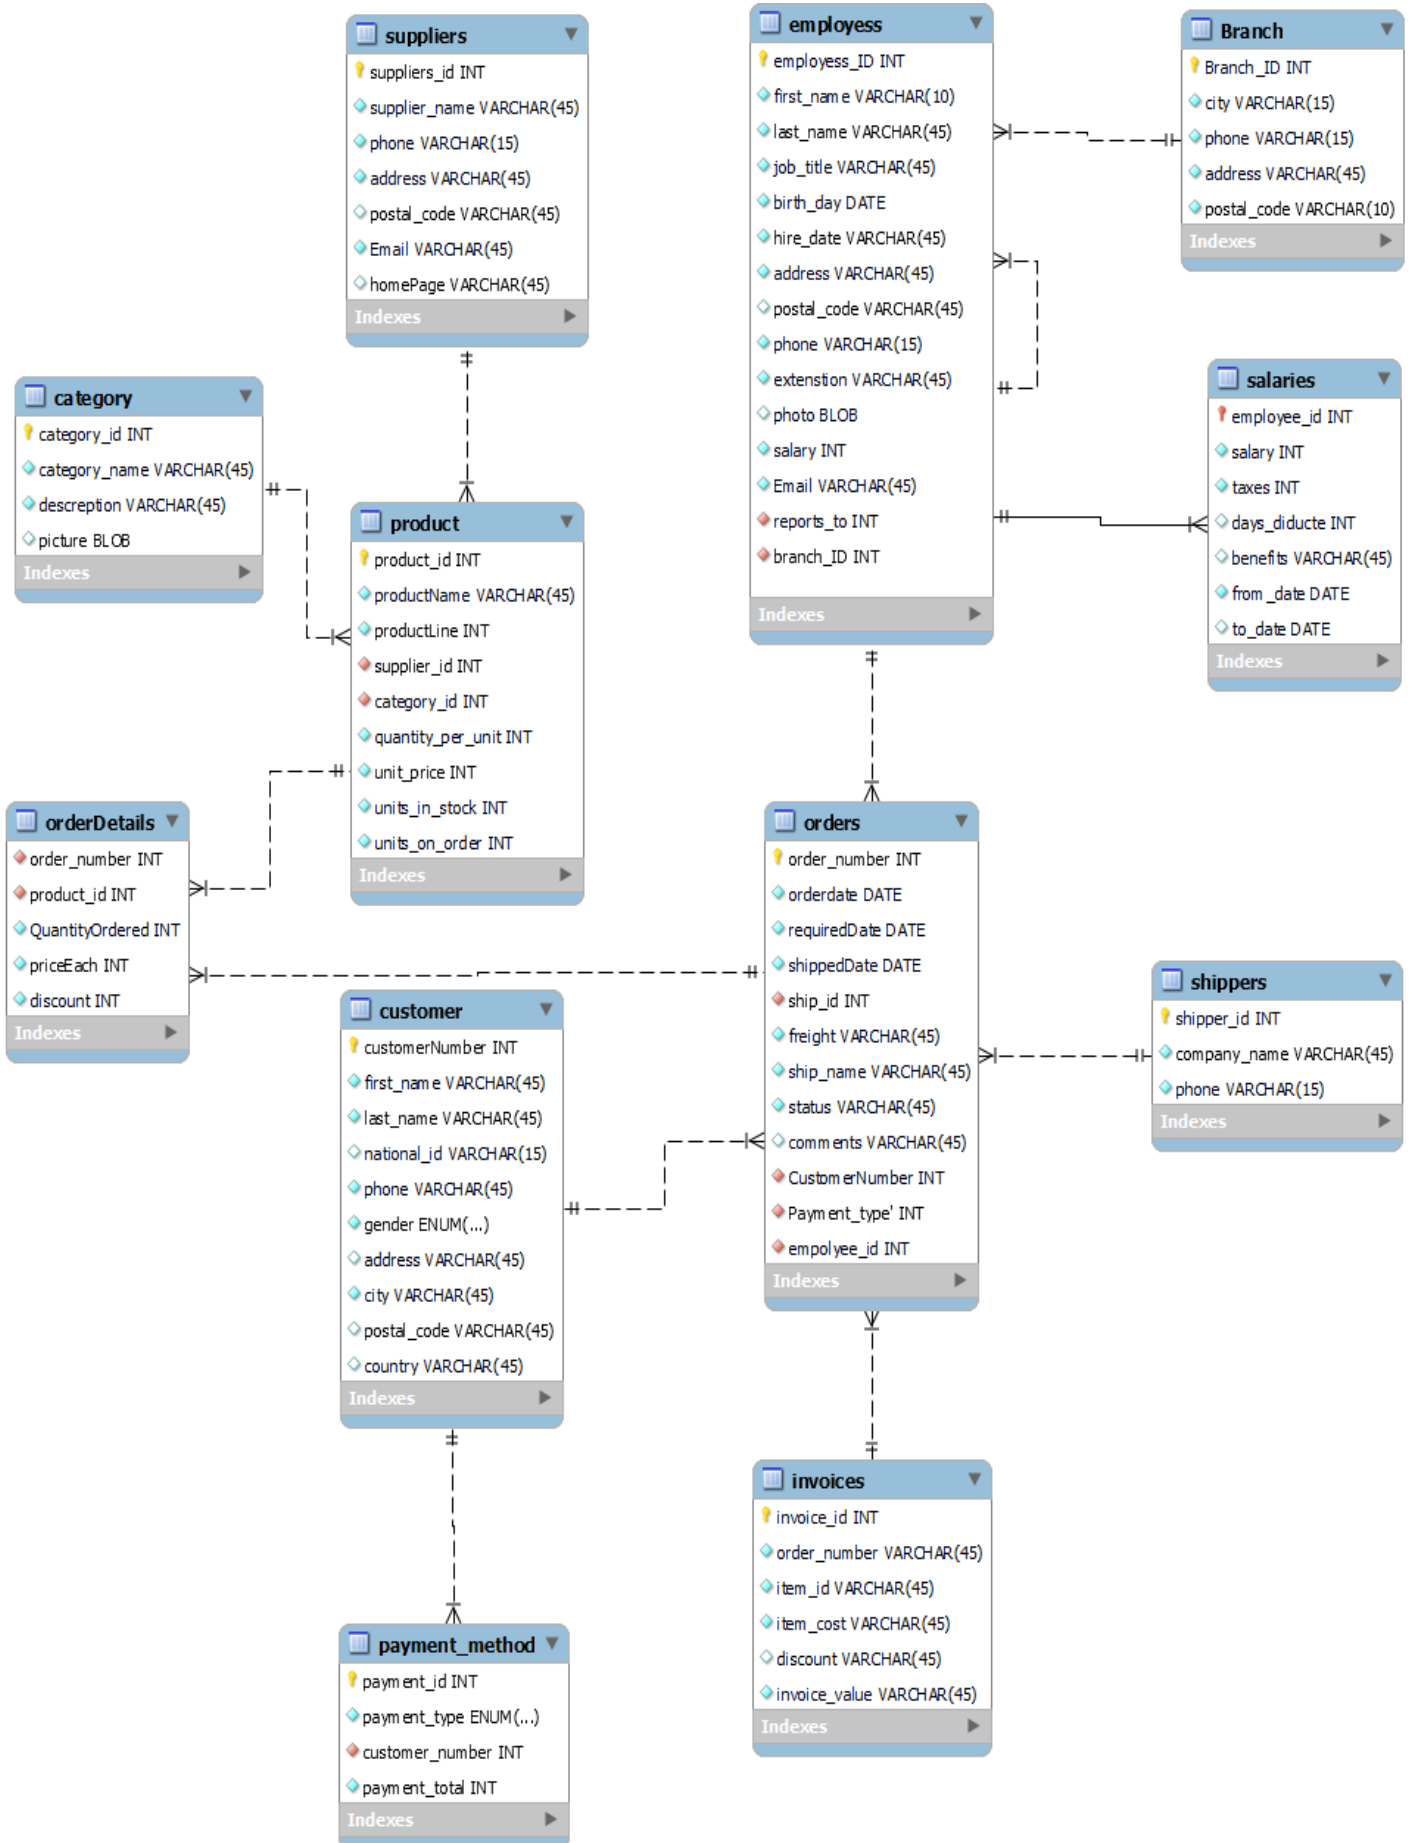 suppliers
suppliers_id INT
supplier_name VARCHAR(45)
phone VARCHAR(15)
address VARCHAR(45)
postal_code VARCHAR(45)
Email VARCHAR(45)
homePage VARCHAR(45)
Indexes
employess
employess_ID INT
first_name VARCHAR(10)
last_name VARCHAR(45)
job_title VARCHAR(45)
birth_day DATE
hire_date VARCHAR(45)
address VARCHAR(45)
postal_code VARCHAR(45)
phone VARCHAR(15)
extenstion VARCHAR(45)
photo BLOB
salary INT
Email VARCHAR(45)
reports_to INT
branch_ID INT
Indexes
Branch
Branch_ID INT
city VARCHAR(15)
phone VARCHAR(15)
address VARCHAR(45)
postal_code VARCHAR(10)
Indexes
category
category_id INT
category_name VARCHAR(45)
descreption VARCHAR(45)
picture BLOB
Indexes
salaries
employee_id INT
salary INT
taxes INT
days_diducte INT
benefits VARCHAR(45)
from_date DATE
to_date DATE
Indexes
product
product_id INT
productName VARCHAR(45)
productLine INT
supplier_id INT
category_id INT
quantity_per_unit INT
unit_price INT
units_in_stock INT
units_on_order INT
Indexes
orderDetails
order_number INT
product_id INT
QuantityOrdered INT
priceEach INT
discount INT
Indexes
orders
order_number INT
orderdate DATE
requiredDate DATE
shippedDate DATE
ship_id INT
freight VARCHAR(45)
ship_name VARCHAR(45)
status VARCHAR(45)
comments VARCHAR(45)
CustomerNumber INT
Payment_type' INT
empolyee_id INT
Indexes
shippers
shipper_id INT
company_name VARCHAR(45)
phone VARCHAR(15)
Indexes
customer
customerNumber INT
first_name VARCHAR(45)
last_name VARCHAR(45)
national_id VARCHAR(15)
phone VARCHAR(45)
gender ENUM(...)
address VARCHAR(45)
city VARCHAR(45)
postal_code VARCHAR(45)
country VARCHAR(45)
Indexes
invoices
invoice_id INT
order_number VARCHAR(45)
item_id VARCHAR(45)
item_cost VARCHAR(45)
discount VARCHAR(45)
invoice_value VARCHAR(45)
Indexes
payment_method
payment_id INT
payment_type ENUM(...)
customer_number INT
payment_total INT
Indexes